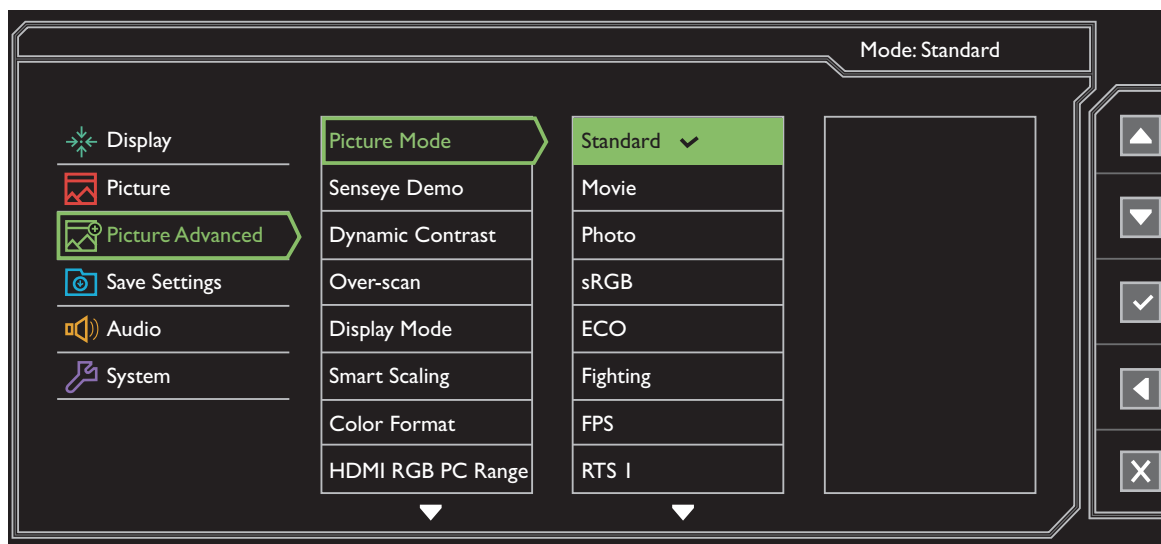 Mode: Standard
Display
Picture
Picture Advanced
Save Settings
Audio
System
Picture Mode
Senseye Demo
Dynamic Contrast
Over-scan
Display Mode
Smart Scaling
Color Format
HDMI RGB PC Range
Standard
Movie
Photo
sRGB
ECO
Fighting
FPS
RTS 1